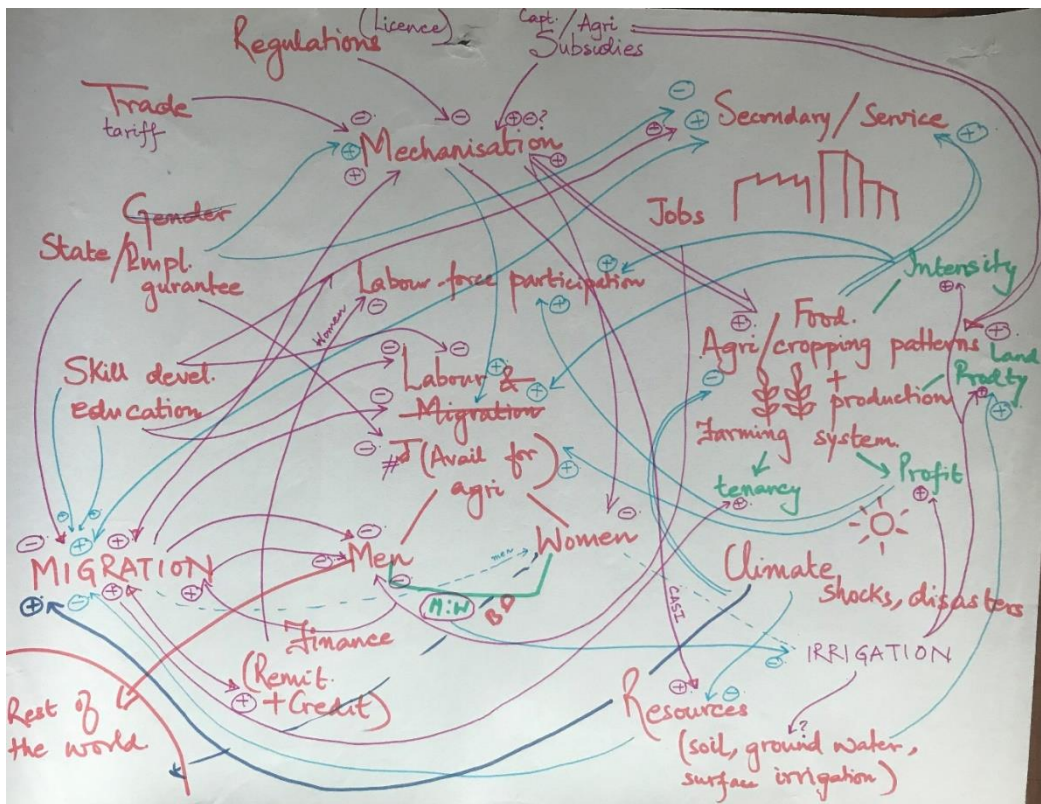 Regulations (Licence)
Capt. / Agri
Subsidies
Trade
tariff
Mechanisation
Secondary / Service
Jobs
Gender
State / Empl.
gurantee
Labour force participation
Women
Intensity
Food.
Agri / cropping patterns
+
production
Land
Prodty
Farming system.
tenancy
Profit
Skill devel.
education
Labour &
Migration
# J (Avail for)
agri
Men
Women
men
MIGRATION
M:W
B
Finance
(Remit.
+ Credit)
CASI
Climate
shocks, disasters
IRRIGATION
Resources
(soil, ground water,
surface irrigation)
?
Rest of
the world